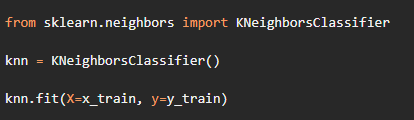 from sklearn.neighbors import KNeighborsClassifier
knn = KNeighborsClassifier()
knn.fit(X=x_train, y=y_train)